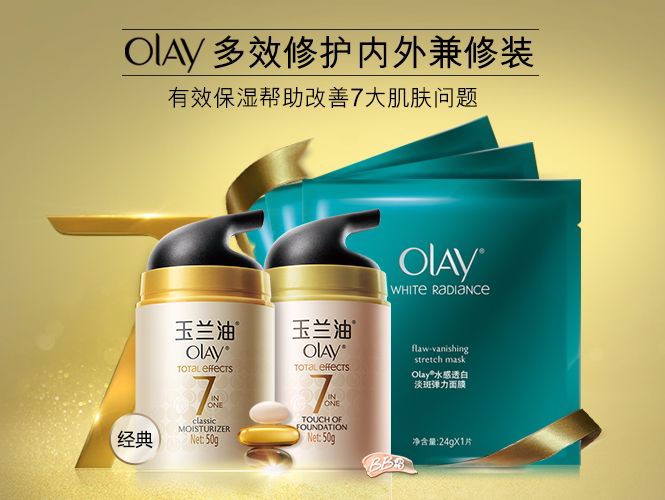 OLAY 多效修护内外兼修装
有效保湿帮助改善7大肌肤问题
OLAY®
WHITE RADIANCE
flaw-vanishing
stretch mask
Olay®水感透白
淡斑弹力面膜
净含量:24gX1片
玉兰油®
OLAY®
TOTAL effects
7 IN ONE
classic
MOISTURIZER
Net: 50g
玉兰油®
OLAY®
TOTAL effects
7 IN ONE
TOUCH OF
FOUNDATION
Net: 50g
经典
BB霜